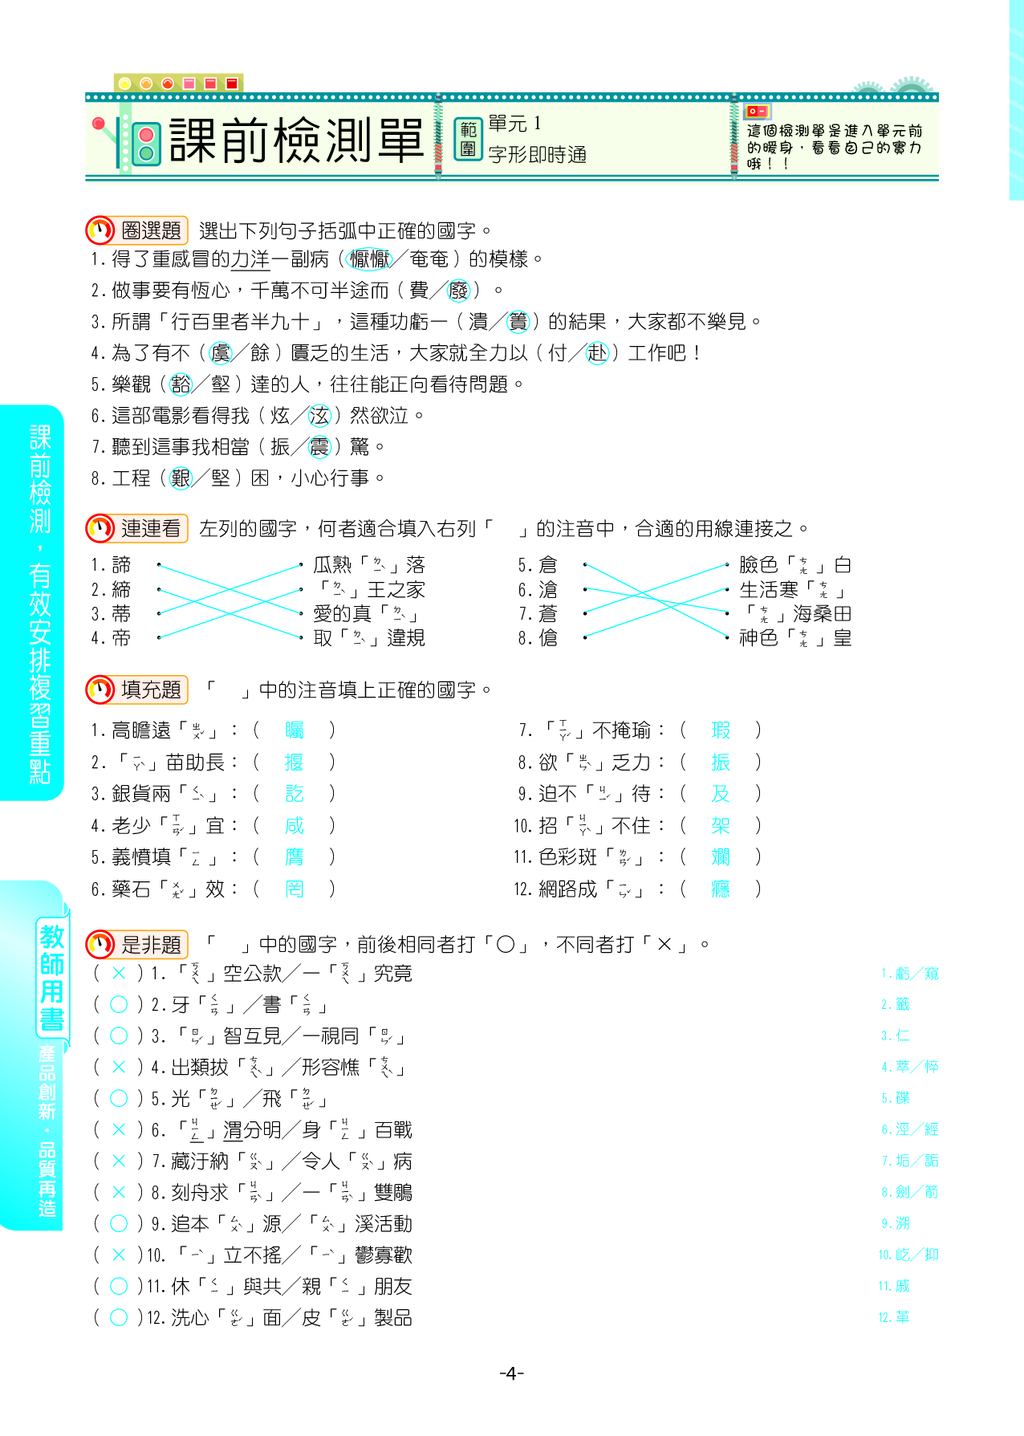 課前檢測單
範圍
單元 1
字形即時通
這個檢測單是進入單元前
的暖身,看看自己的實力
哦!!
圈選題 選出下列句子括弧中正確的國字。
1. 得了重感冒的力洋一副病(懨懨／奄奄)的模樣。
2. 做事要有恆心,千萬不可半途而(費／廢)。
3. 所謂「行百里者半九十」,這種功虧一(潰／簣)的結果,大家都不樂見。
4. 為了有不(虞／餘)匱乏的生活,大家就全力以(付／赴)工作吧!
5. 樂觀(豁／壑)達的人,往往能正向看待問題。
6. 這部電影看得我(炫／泫)然欲泣。
7. 聽到這事我相當(振／震)驚。
8. 工程(艱／堅)困,小心行事。
連連看 左列的國字,何者適合填入右列「　」的注音中,合適的用線連接之。
1. 諦 瓜熟「ㄉㄧˋ」落
2. 締 「ㄉㄧˋ」王之家
3. 蒂 愛的真「ㄉㄧˋ」
4. 帝 取「ㄉㄧˋ」違規
5. 倉 臉色「ㄘㄤ」白
6. 滄 生活寒「ㄘㄤ」
7. 蒼 「ㄘㄤ」海桑田
8. 傖 神色「ㄘㄤ」皇
填充題 「　」中的注音填上正確的國字。
1. 高瞻遠「ㄓㄨˇ」:( 矚 )
2.「ㄧㄚˋ」苗助長:( 揠 )
3. 銀貨兩「ㄑㄧˋ」:( 訖 )
4. 老少「ㄒㄧㄢˊ」宜:( 咸 )
5. 義憤填「ㄧㄥ」:( 膺 )
6. 藥石「ㄨㄤˇ」效:( 罔 )
7.「ㄒㄧㄚˊ」不掩瑜:( 瑕 )
8. 欲「ㄓㄣˋ」乏力:( 振 )
9. 迫不「ㄐㄧˊ」待:( 及 )
10. 招「ㄐㄧㄚˋ」不住:( 架 )
11. 色彩斑「ㄌㄢˊ」:( 斕 )
12. 網路成「ㄧㄣˇ」:( 癮 )
是非題 「　」中的國字,前後相同者打「○」,不同者打「×」。
( × )1.「ㄎㄨㄟ」空公款／一「ㄎㄨㄟ」究竟 1. 虧／窺
( ○ )2. 牙「ㄑㄧㄢ」／書「ㄑㄧㄢ」 2. 籤
( ○ )3.「ㄖㄣˊ」智互見／一視同「ㄖㄣˊ」 3. 仁
( × )4. 出類拔「ㄘㄨㄟˋ」／形容憔「ㄘㄨㄟˋ」 4. 萃／悴
( ○ )5. 光「ㄉㄧㄝˊ」／飛「ㄉㄧㄝˊ」 5. 碟
( × )6.「ㄐㄧㄥ」渭分明／身「ㄐㄧㄥ」百戰 6. 涇／經
( × )7. 藏汙納「ㄍㄡˋ」／令人「ㄍㄡˋ」病 7. 垢／詬
( × )8. 刻舟求「ㄐㄧㄢˋ」／一「ㄐㄧㄢˋ」雙鵰 8. 劍／箭
( ○ )9. 追本「ㄙㄨˋ」源／「ㄙㄨˋ」溪活動 9. 溯
( × )10.「ㄧˋ」立不搖／「ㄧˋ」鬱寡歡 10. 屹／抑
( ○ )11. 休「ㄑㄧ」與共／親「ㄑㄧ」朋友 11. 戚
( ○ )12. 洗心「ㄍㄜˊ」面／皮「ㄍㄜˊ」製品 12. 革
課前檢測,有效安排複習重點
教師用書
產品創新・品質再造
-4-